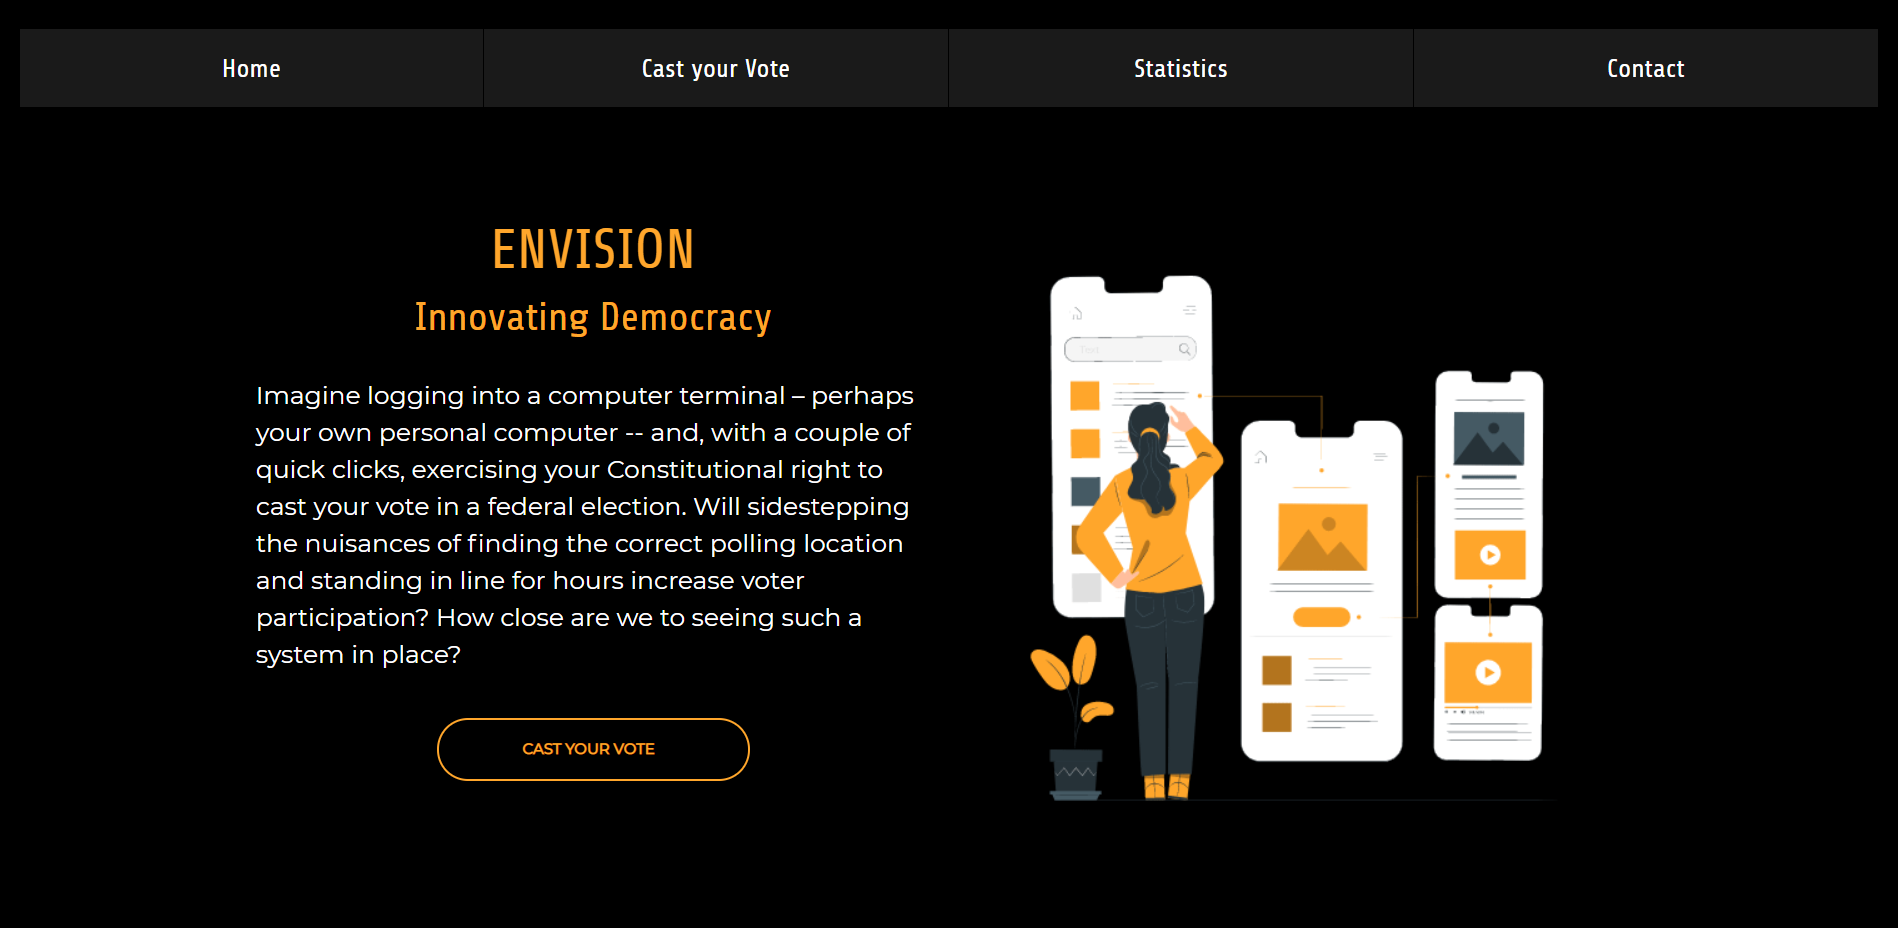 Home
Cast your Vote
Statistics
Contact
ENVISION
Innovating Democracy
Imagine logging into a computer terminal – perhaps
your own personal computer -- and, with a couple of
quick clicks, exercising your Constitutional right to
cast your vote in a federal election. Will sidestepping
the nuisances of finding the correct polling location
and standing in line for hours increase voter
participation? How close are we to seeing such a
system in place?
CAST YOUR VOTE
Text